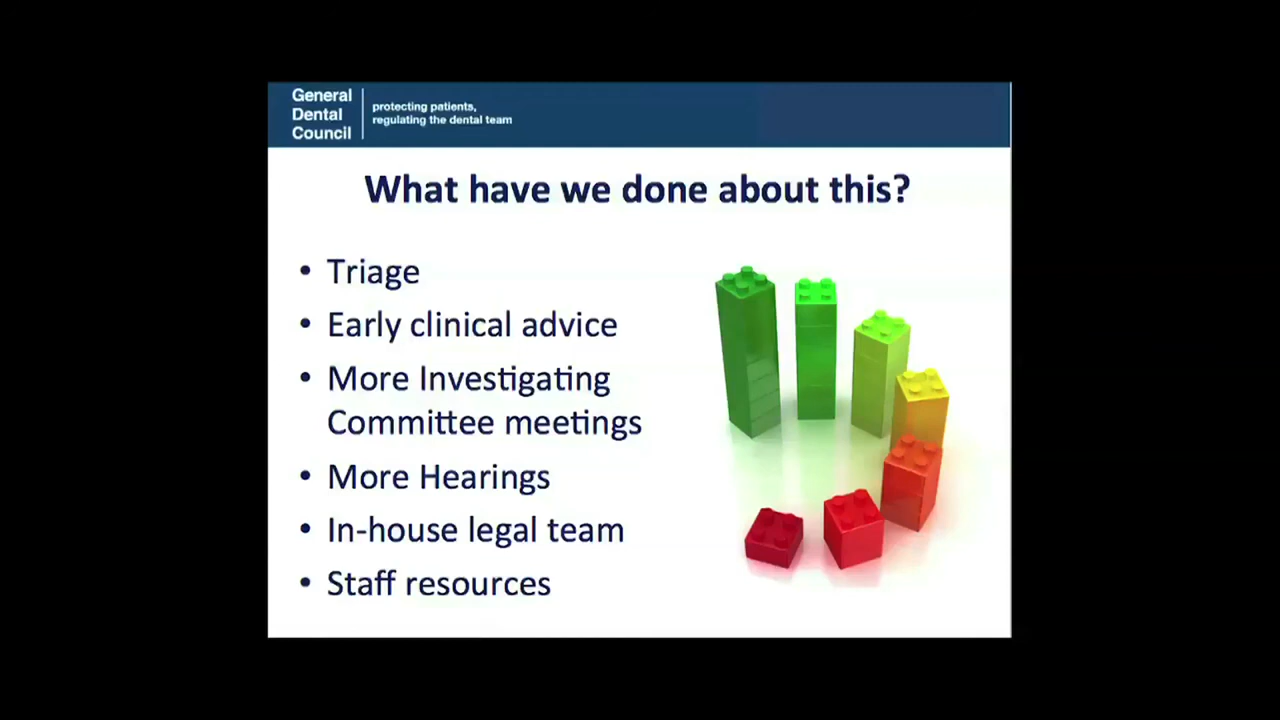 General
Dental
Council
protecting patients,
regulating the dental team
What have we done about this?
• Triage
• Early clinical advice
• More Investigating
Committee meetings
• More Hearings
• In-house legal team
• Staff resources